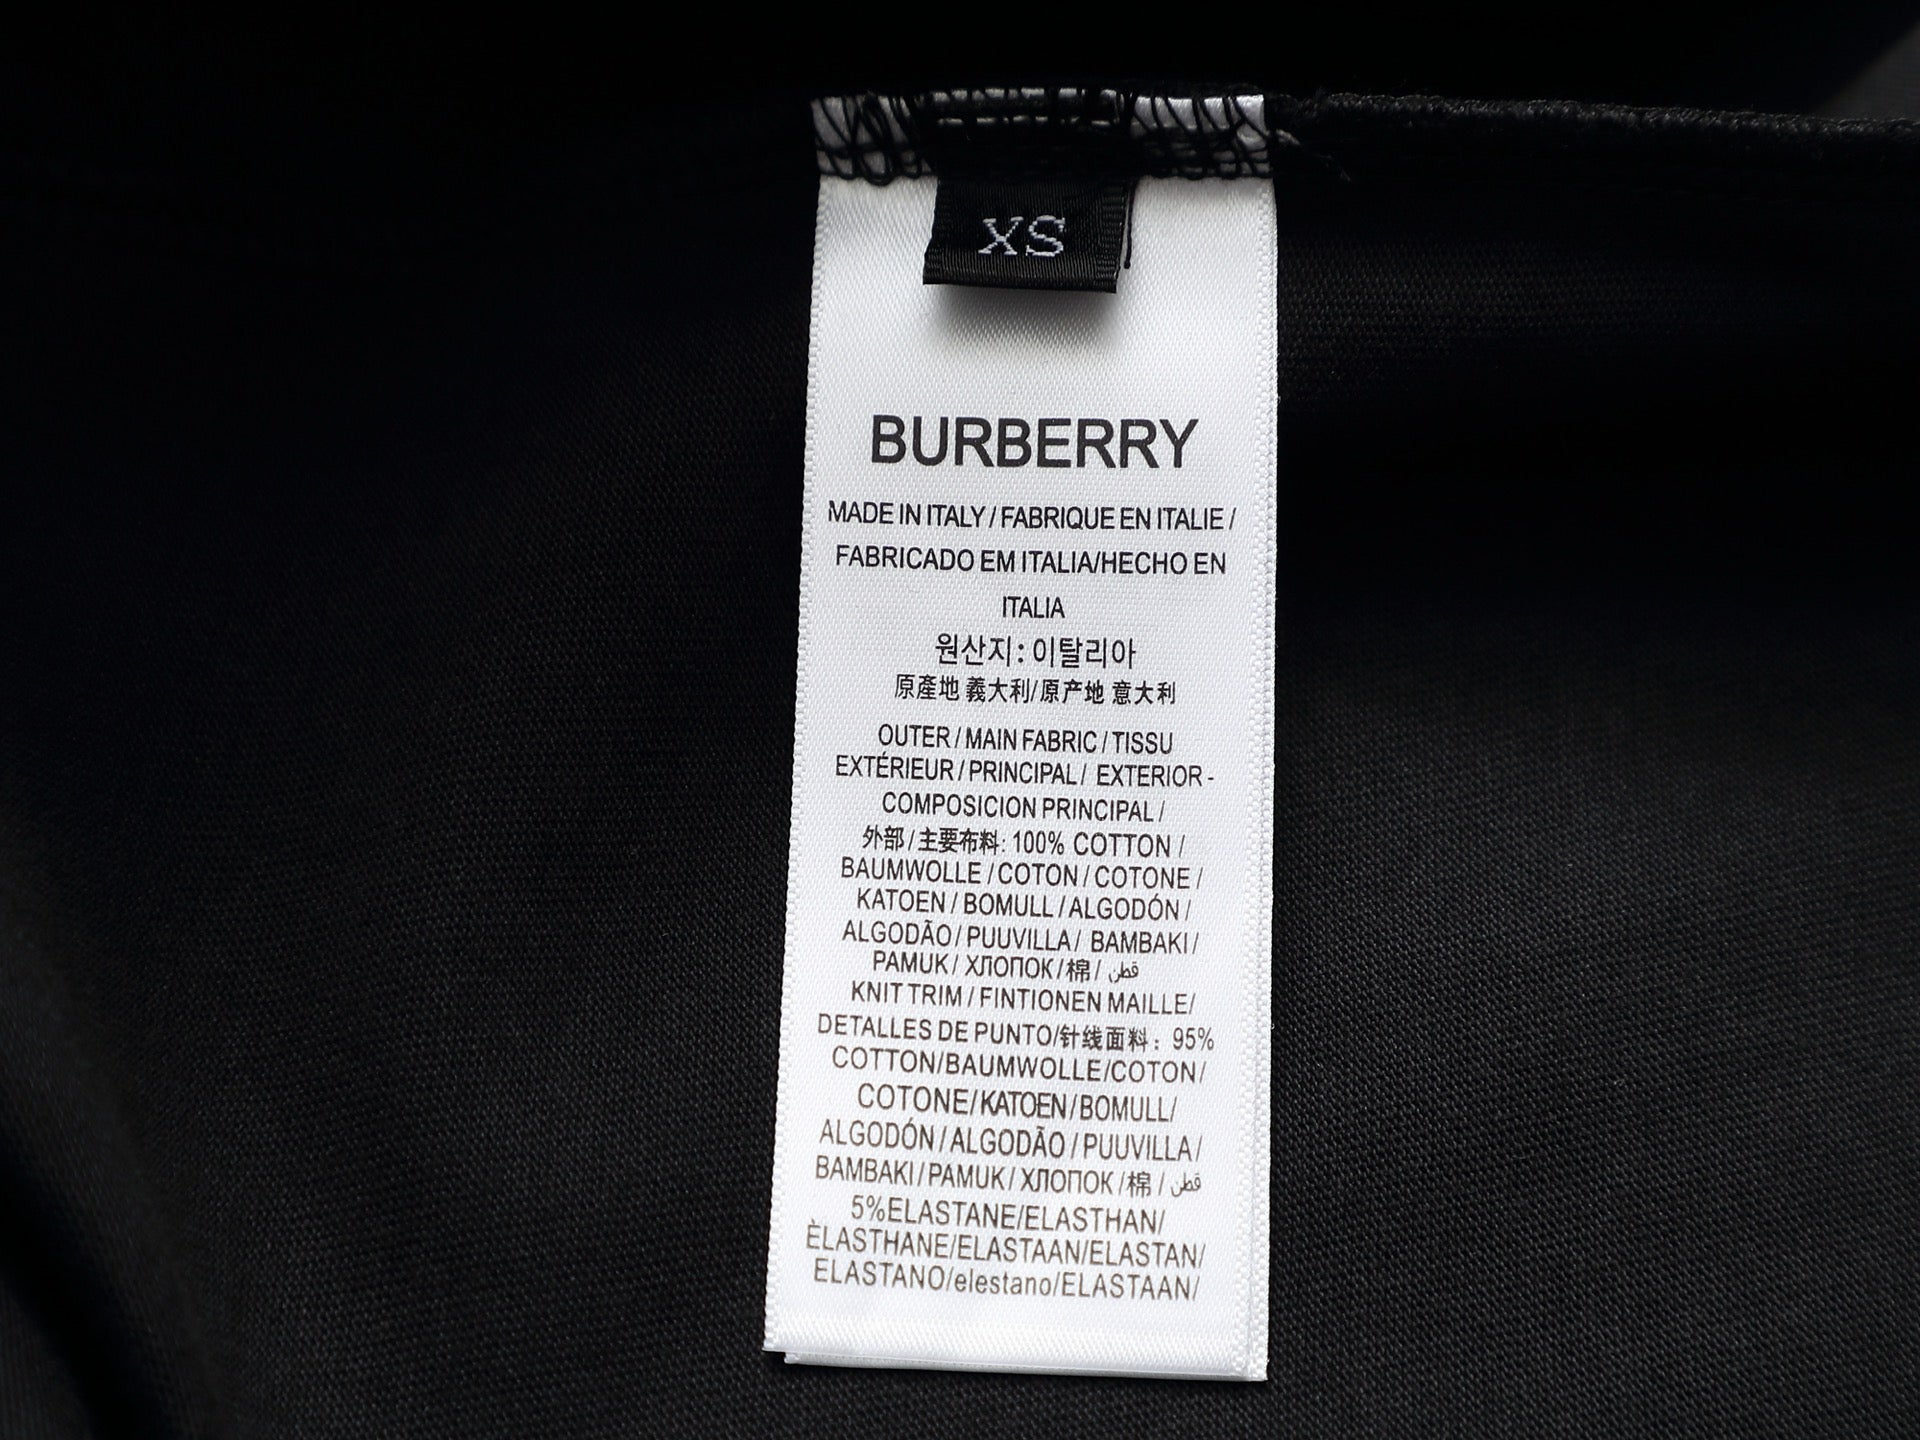 XS
BURBERRY
MADE IN ITALY / FABRIQUE EN ITALIE /
FABRICADO EM ITALIA/HECHO EN
ITALIA
원산지: 이탈리아
原產地 義大利/原产地 意大利
OUTER / MAIN FABRIC / TISSU
EXTÉRIEUR / PRINCIPAL / EXTERIOR -
COMPOSICION PRINCIPAL /
外部 / 主要布料: 100% COTTON /
BAUMWOLLE / COTON / COTONE /
KATOEN / BOMULL / ALGODÓN /
ALGODÃO / PUUVILLA / BAMBAKI /
PAMUK / ХЛОПОК / 棉 / قطن
KNIT TRIM / FINTIONEN MAILLE/
DETALLES DE PUNTO/针线面料: 95%
COTTON/BAUMWOLLE/COTON/
COTONE/KATOEN/BOMULL/
ALGODÓN / ALGODÃO / PUUVILLA /
BAMBAKI / PAMUK / ХЛОПОК / 棉 / قطن
5%ELASTANE/ELASTHAN/
ÈLASTHANE/ELASTAAN/ELASTAN/
ELASTANO/elestano/ELASTAAN/